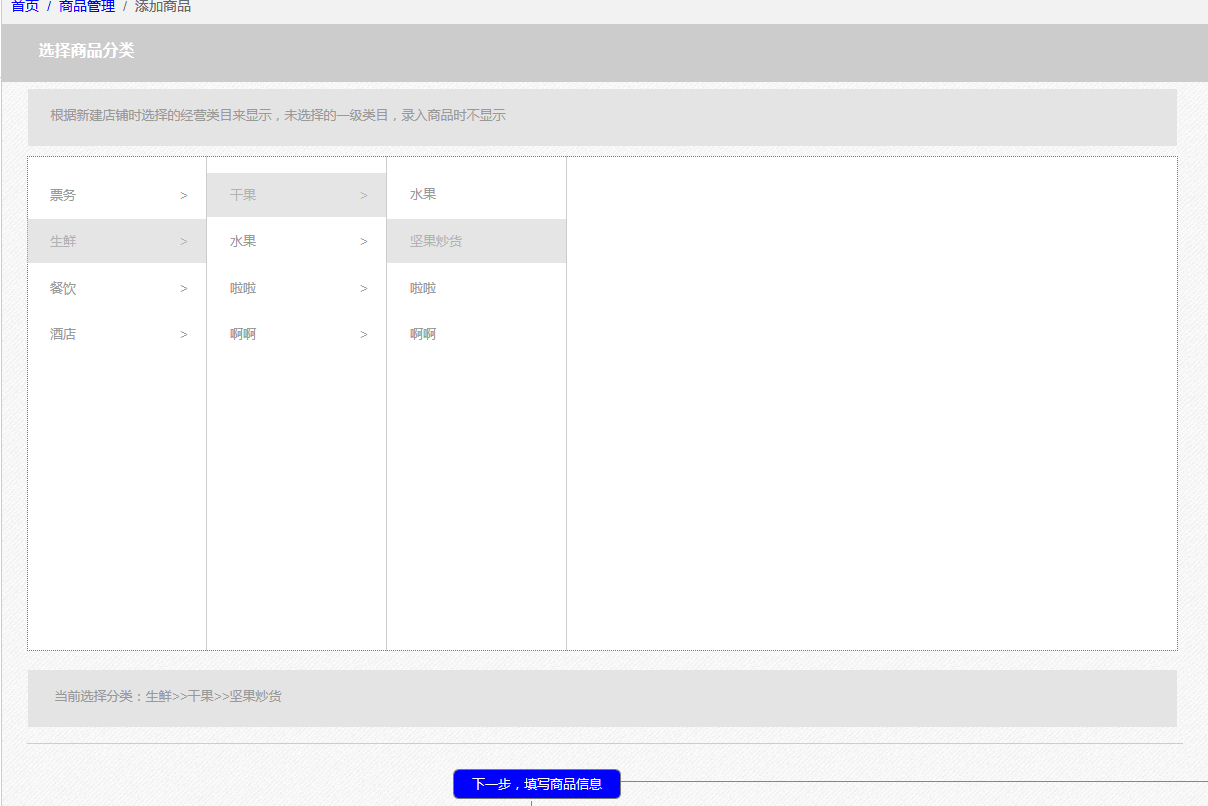 首页 / 商品管理 / 添加商品
选择商品分类
根据新建店铺时选择的经营类目来显示，未选择的一级类目，录入商品时不显示
票务 > 干果 > 水果
生鲜 > 水果 > 坚果炒货
餐饮 > 啦啦 > 啦啦
酒店 > 啊啊 > 啊啊
当前选择分类：生鲜>>干果>>坚果炒货
下一步，填写商品信息